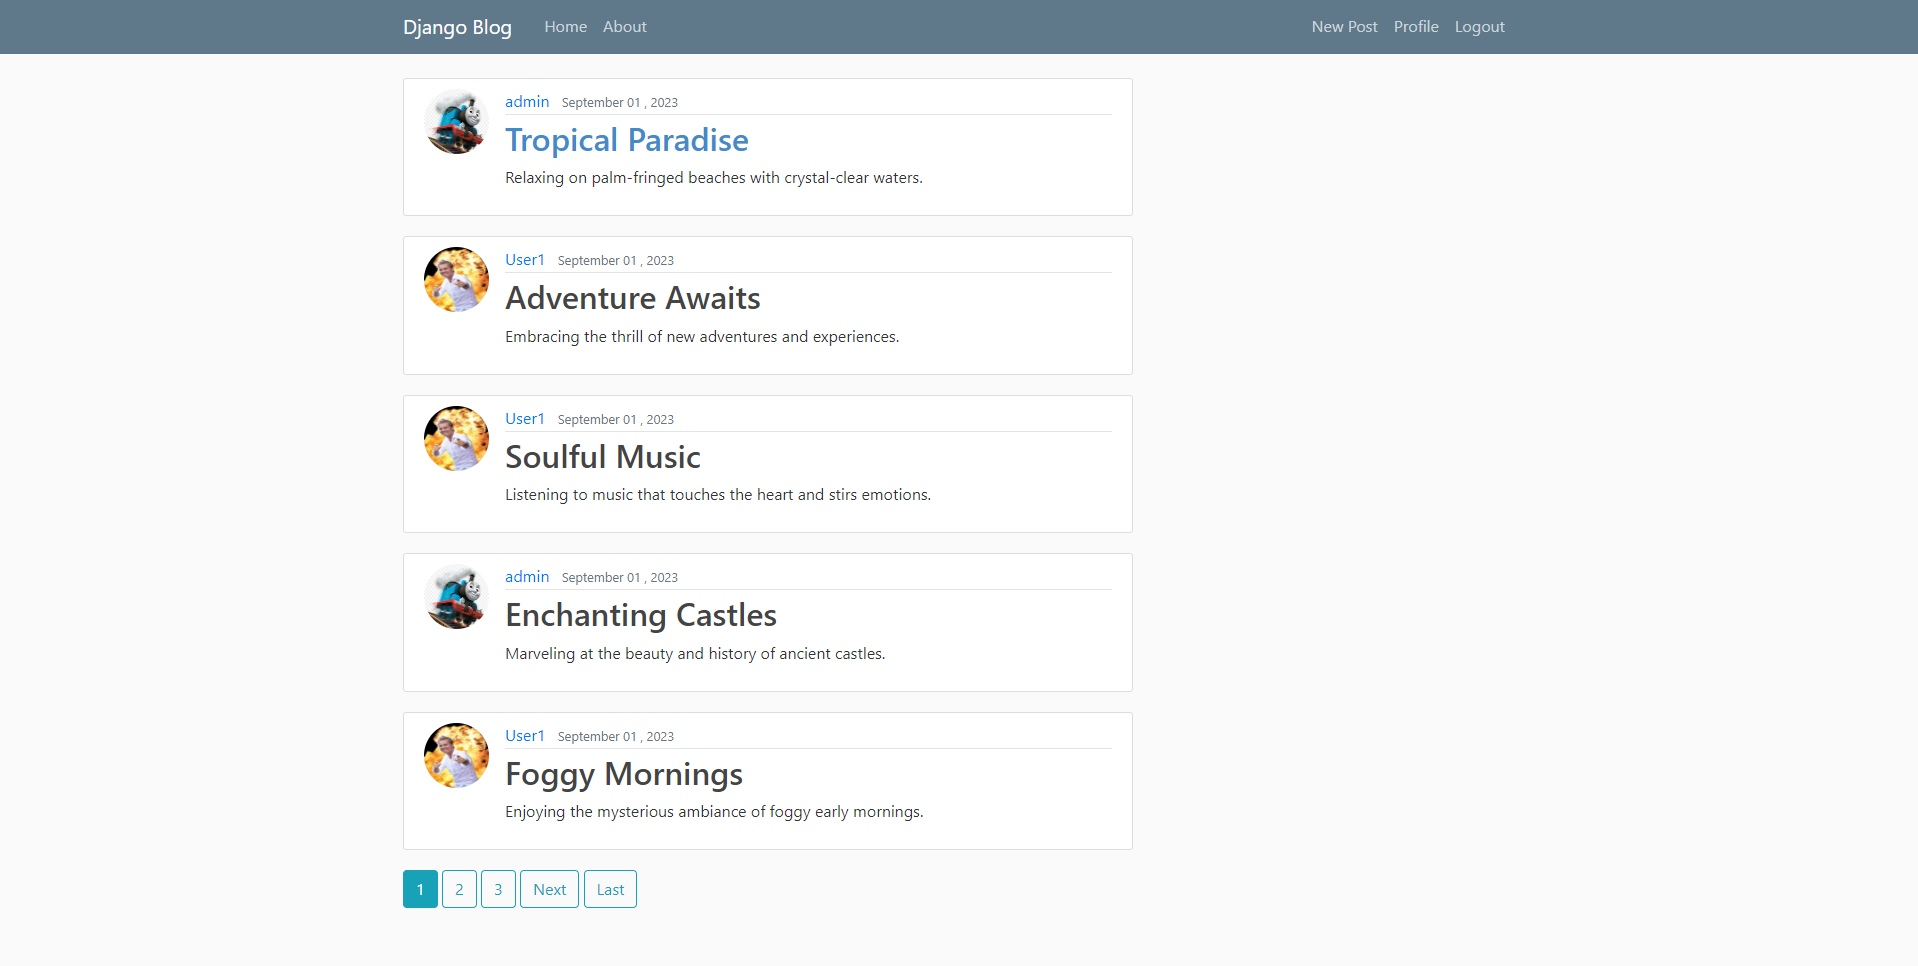 Django Blog Home About New Post Profile Logout
admin September 01 , 2023
Tropical Paradise
Relaxing on palm-fringed beaches with crystal-clear waters.
User1 September 01 , 2023
Adventure Awaits
Embracing the thrill of new adventures and experiences.
User1 September 01 , 2023
Soulful Music
Listening to music that touches the heart and stirs emotions.
admin September 01 , 2023
Enchanting Castles
Marveling at the beauty and history of ancient castles.
User1 September 01 , 2023
Foggy Mornings
Enjoying the mysterious ambiance of foggy early mornings.
1 2 3 Next Last